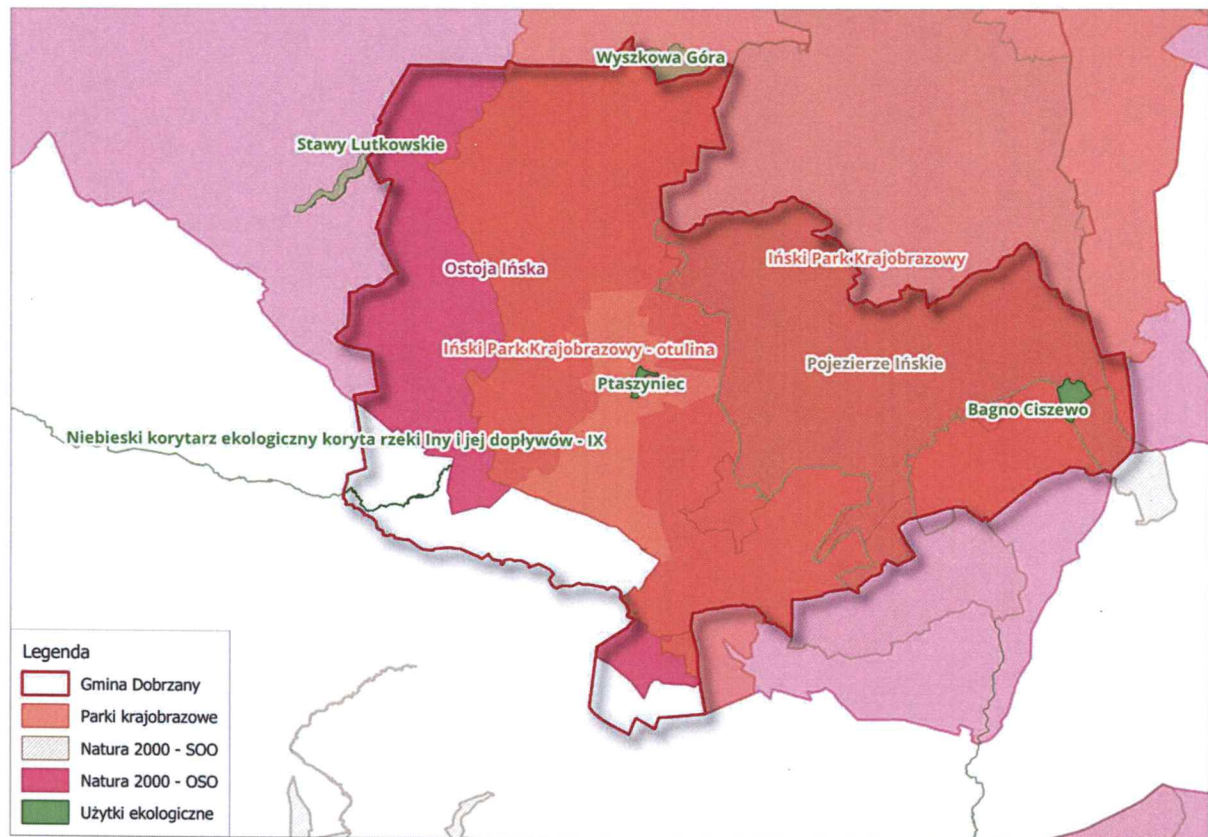 Wyszkowa Góra
Stawy Lutkowskie
Ostoja Ińska
Iński Park Krajobrazowy
Iński Park Krajobrazowy - otulina
Pojezierze Ińskie
Ptaszyniec
Bagno Ciszewo
Niebieski korytarz ekologiczny koryta rzeki Iny i jej dopływów - IX
Legenda
Gmina Dobrzany
Parki krajobrazowe
Natura 2000 - SOO
Natura 2000 - OSO
Użytki ekologiczne